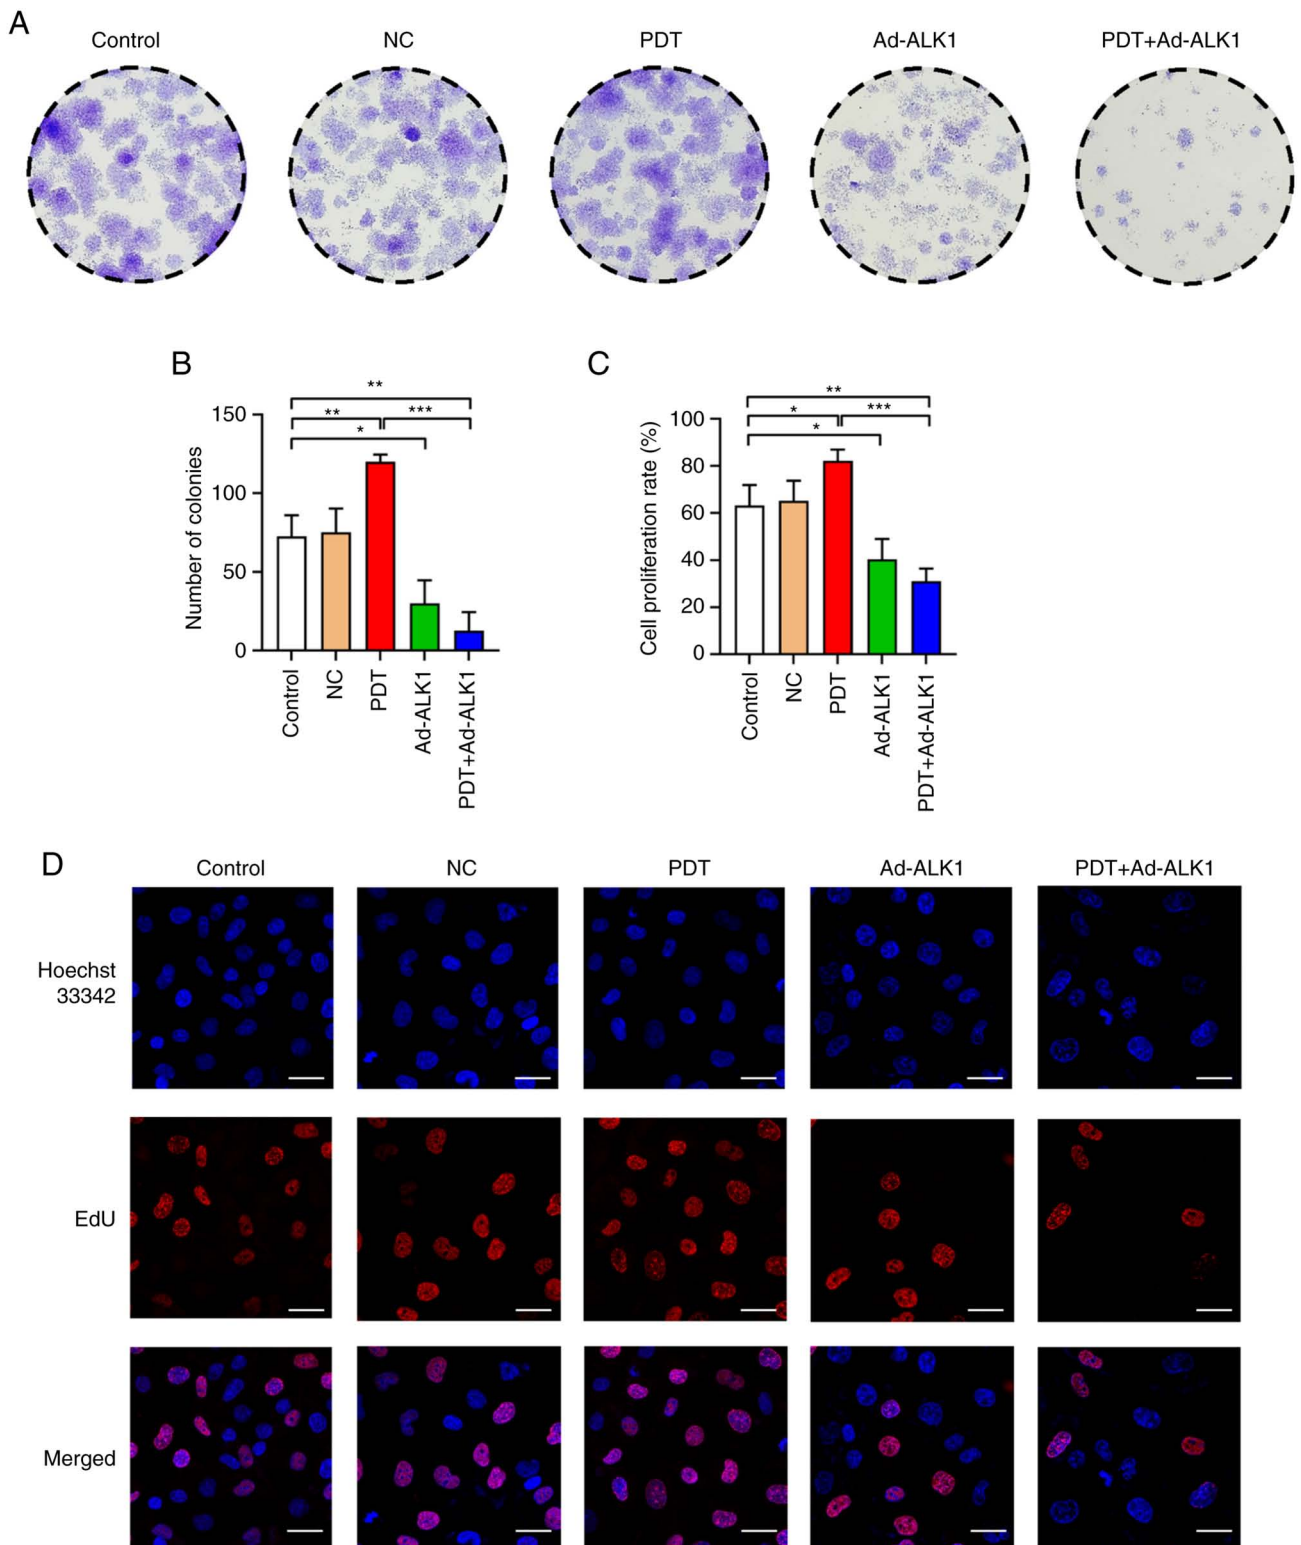 A
Control NC PDT Ad-ALK1 PDT+Ad-ALK1
B
**
** ***
*
150
100
50
0
Number of colonies
Control
NC
PDT
Ad-ALK1
PDT+Ad-ALK1
C
**
* ***
*
100
80
60
40
20
0
Cell proliferation rate (%)
Control
NC
PDT
Ad-ALK1
PDT+Ad-ALK1
D
Control NC PDT Ad-ALK1 PDT+Ad-ALK1
Hoechst
33342
EdU
Merged